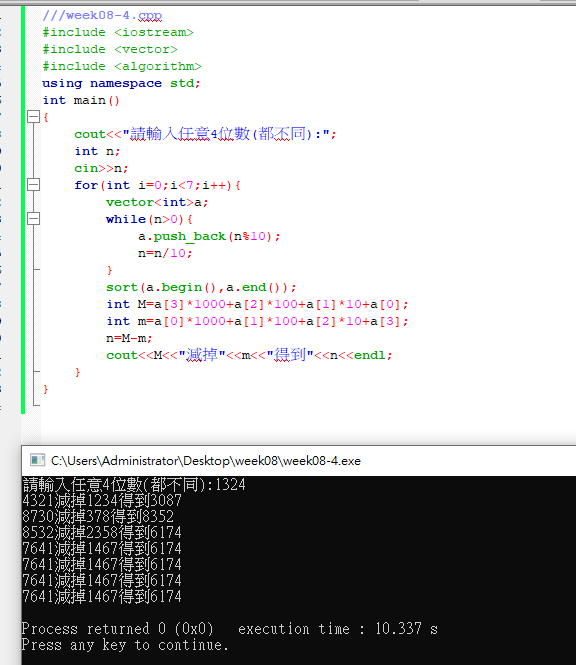 ///week08-4.cpp
#include <iostream>
#include <vector>
#include <algorithm>
using namespace std;
int main()
{
    cout<<"請輸入任意4位數(都不同):";
    int n;
    cin>>n;
    for(int i=0;i<7;i++){
        vector<int>a;
        while(n>0){
            a.push_back(n%10);
            n=n/10;
        }
        sort(a.begin(),a.end());
        int M=a[3]*1000+a[2]*100+a[1]*10+a[0];
        int m=a[0]*1000+a[1]*100+a[2]*10+a[3];
        n=M-m;
        cout<<M<<"減掉"<<m<<"得到"<<n<<endl;
    }
}
C:\Users\Administrator\Desktop\week08\week08-4.exe
請輸入任意4位數(都不同):1324
4321減掉1234得到3087
8730減掉378得到8352
8532減掉2358得到6174
7641減掉1467得到6174
7641減掉1467得到6174
7641減掉1467得到6174
7641減掉1467得到6174
Process returned 0 (0x0)   execution time : 10.337 s
Press any key to continue.